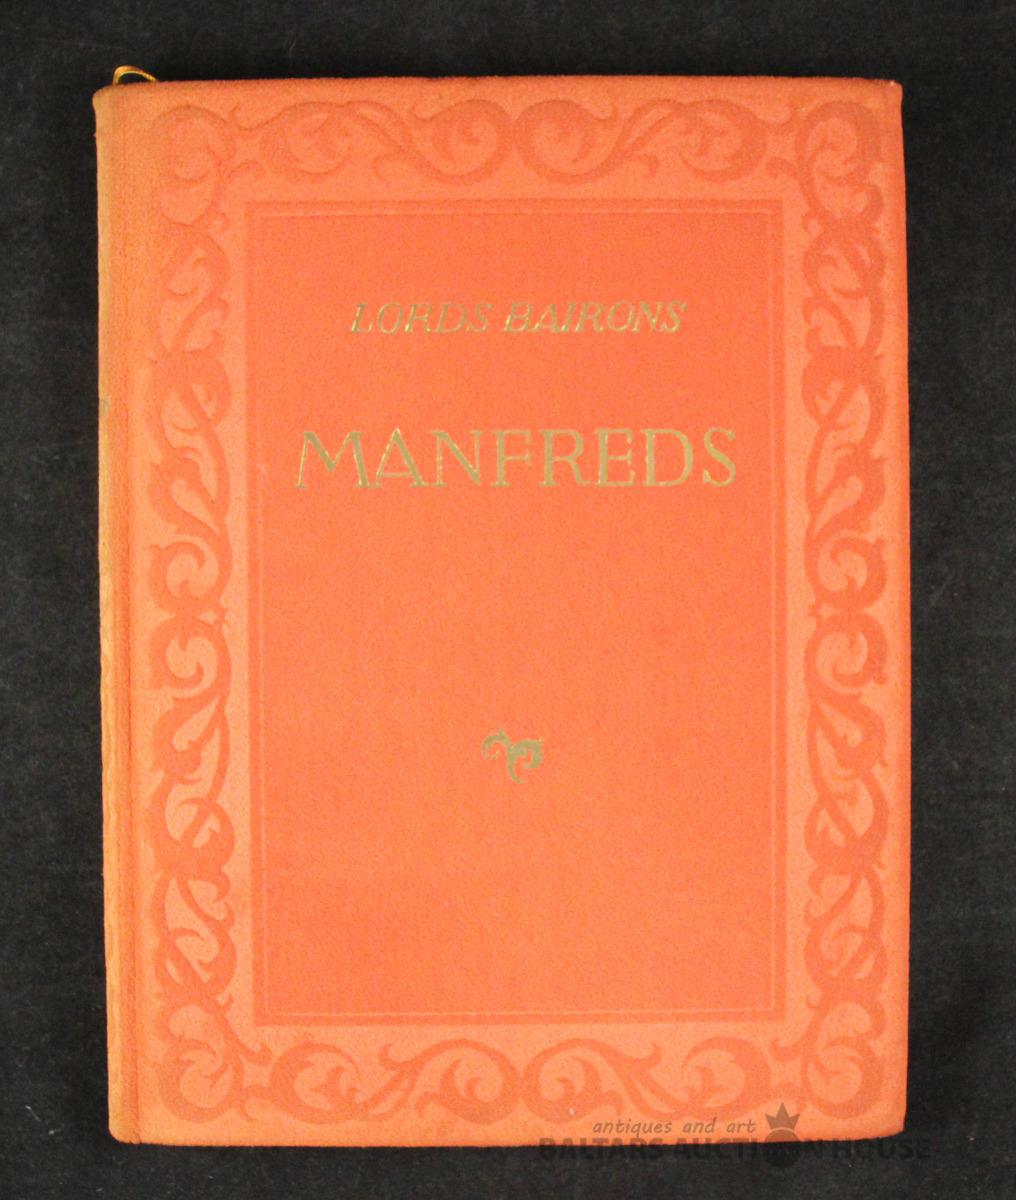 LORDS BAIRONS
MANFREDS
antiques and art
BALTARS AUCTION HOUSE